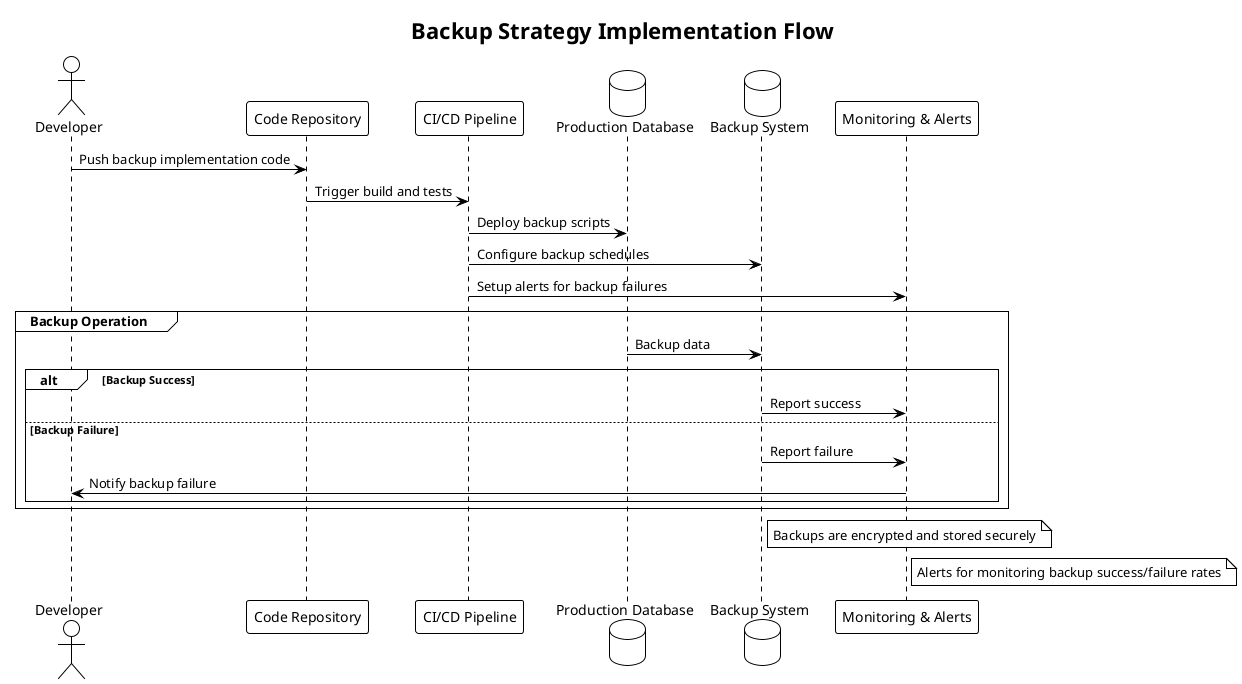 Backup Strategy Implementation Flow
Developer
Code Repository
CI/CD Pipeline
Production Database
Backup System
Monitoring & Alerts
Push backup implementation code
Trigger build and tests
Deploy backup scripts
Configure backup schedules
Setup alerts for backup failures
Backup Operation
Backup data
alt
[Backup Success]
Report success
[Backup Failure]
Report failure
Notify backup failure
Backups are encrypted and stored securely
Alerts for monitoring backup success/failure rates
Developer
Code Repository
CI/CD Pipeline
Production Database
Backup System
Monitoring & Alerts